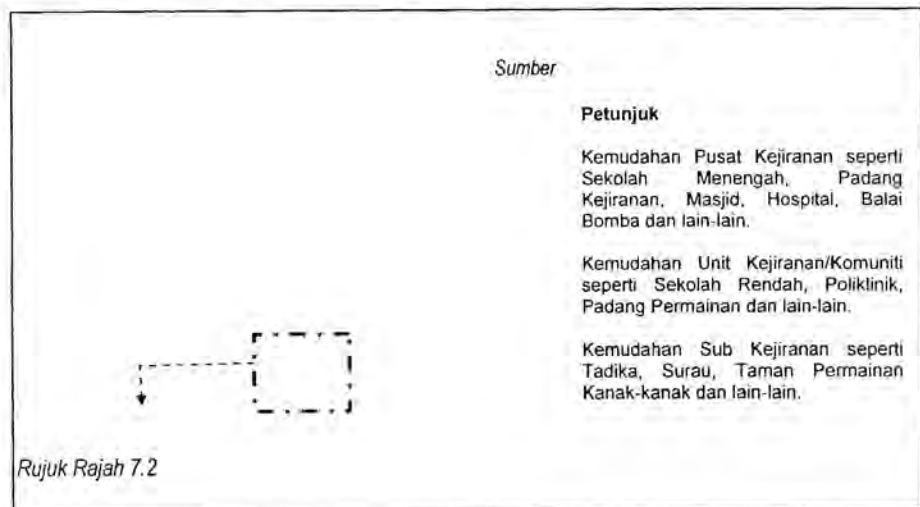 Sumber
Petunjuk
Kemudahan Pusat Kejiranan seperti
Sekolah Menengah, Padang
Kejiranan, Masjid, Hospital, Balai
Bomba dan lain-lain.
Kemudahan Unit Kejiranan/Komuniti
seperti Sekolah Rendah, Poliklinik,
Padang Permainan dan lain-lain.
Kemudahan Sub Kejiranan seperti
Tadika, Surau, Taman Permainan
Kanak-kanak dan lain-lain.
Rujuk Rajah 7.2